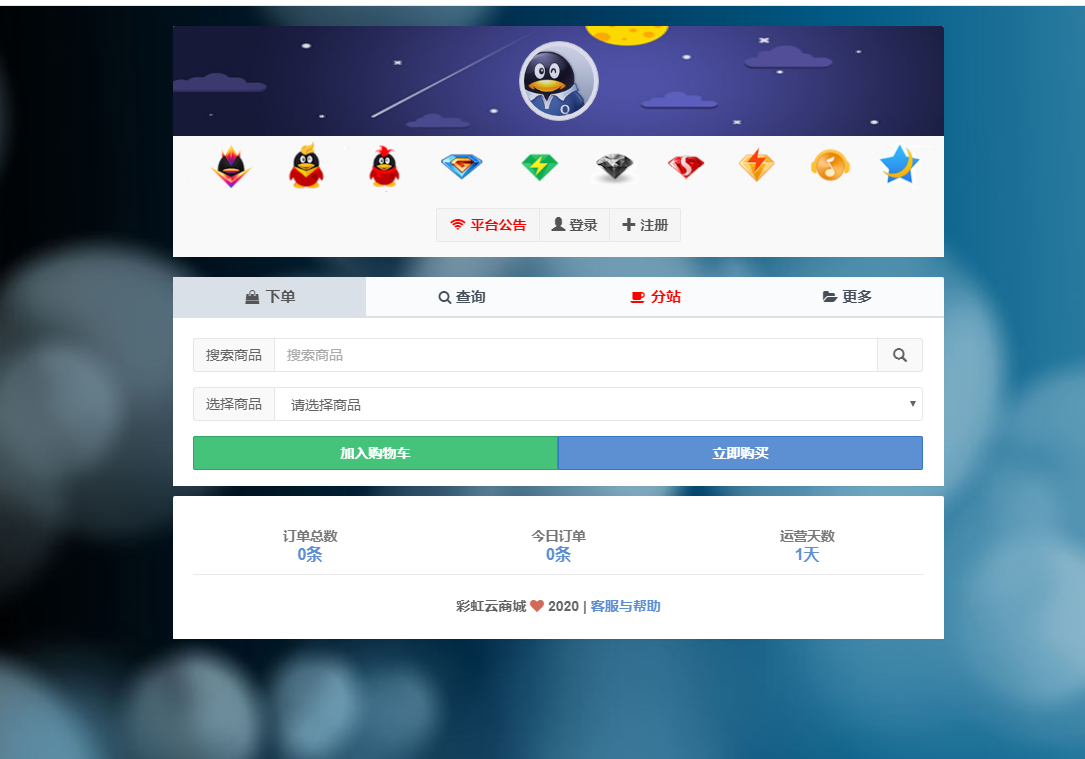 平台公告 登录 注册
下单 查询 分站 更多
搜索商品 搜索商品
选择商品 请选择商品
加入购物车 立即购买
订单总数 今日订单 运营天数
0条 0条 1天
彩虹云商城 2020 | 客服与帮助